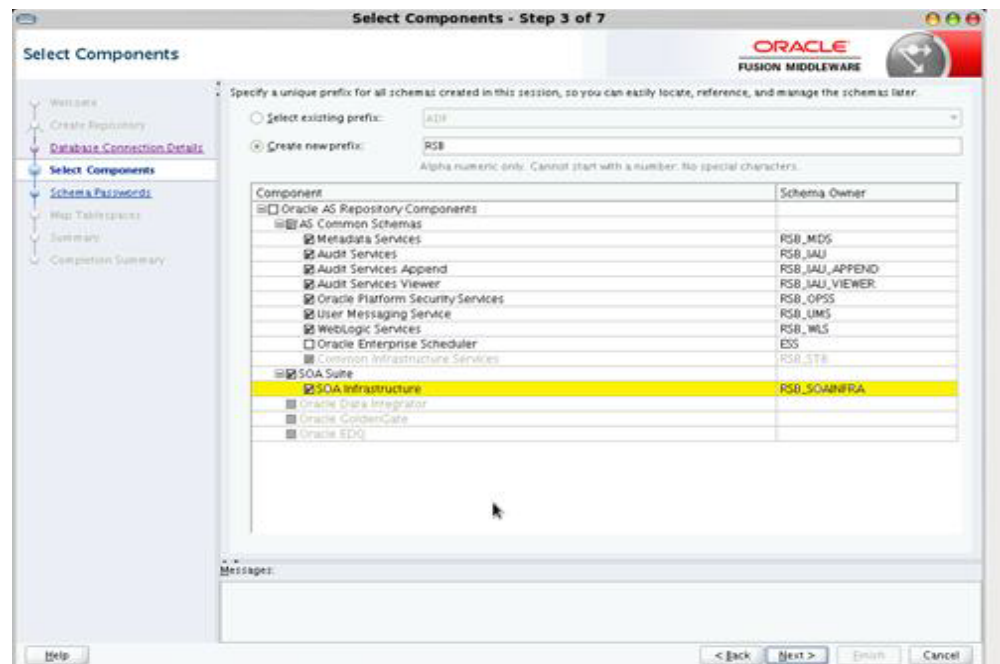 Select Components - Step 3 of 7
Select Components
ORACLE
FUSION MIDDLEWARE
Welcome
Create Repository
Database Connection Details
Select Components
Schema Passwords
Map Tablespaces
Summary
Completion Summary
Specify a unique prefix for all schemas created in this session, so you can easily locate, reference, and manage the schemas later.
Select existing prefix:
Create new prefix: RSB
Alpha numeric only. Cannot start with a number. No special characters.
Component Schema Owner
Oracle AS Repository Components
AS Common Schemas
Metadata Services RSB_MDS
Audit Services RSB_IAU
Audit Services Append RSB_IAU_APPEND
Audit Services Viewer RSB_IAU_VIEWER
Oracle Platform Security Services RSB_OPSS
User Messaging Service RSB_UMS
WebLogic Services RSB_WLS
Oracle Enterprise Scheduler ESS
Common Infrastructure Services RSB_STB
SOA Suite
SOA Infrastructure RSB_SOAINFRA
Oracle Data Integrator
Oracle GoldenGate
Oracle EDQ
Messages:
Help < Back Next > Finish Cancel